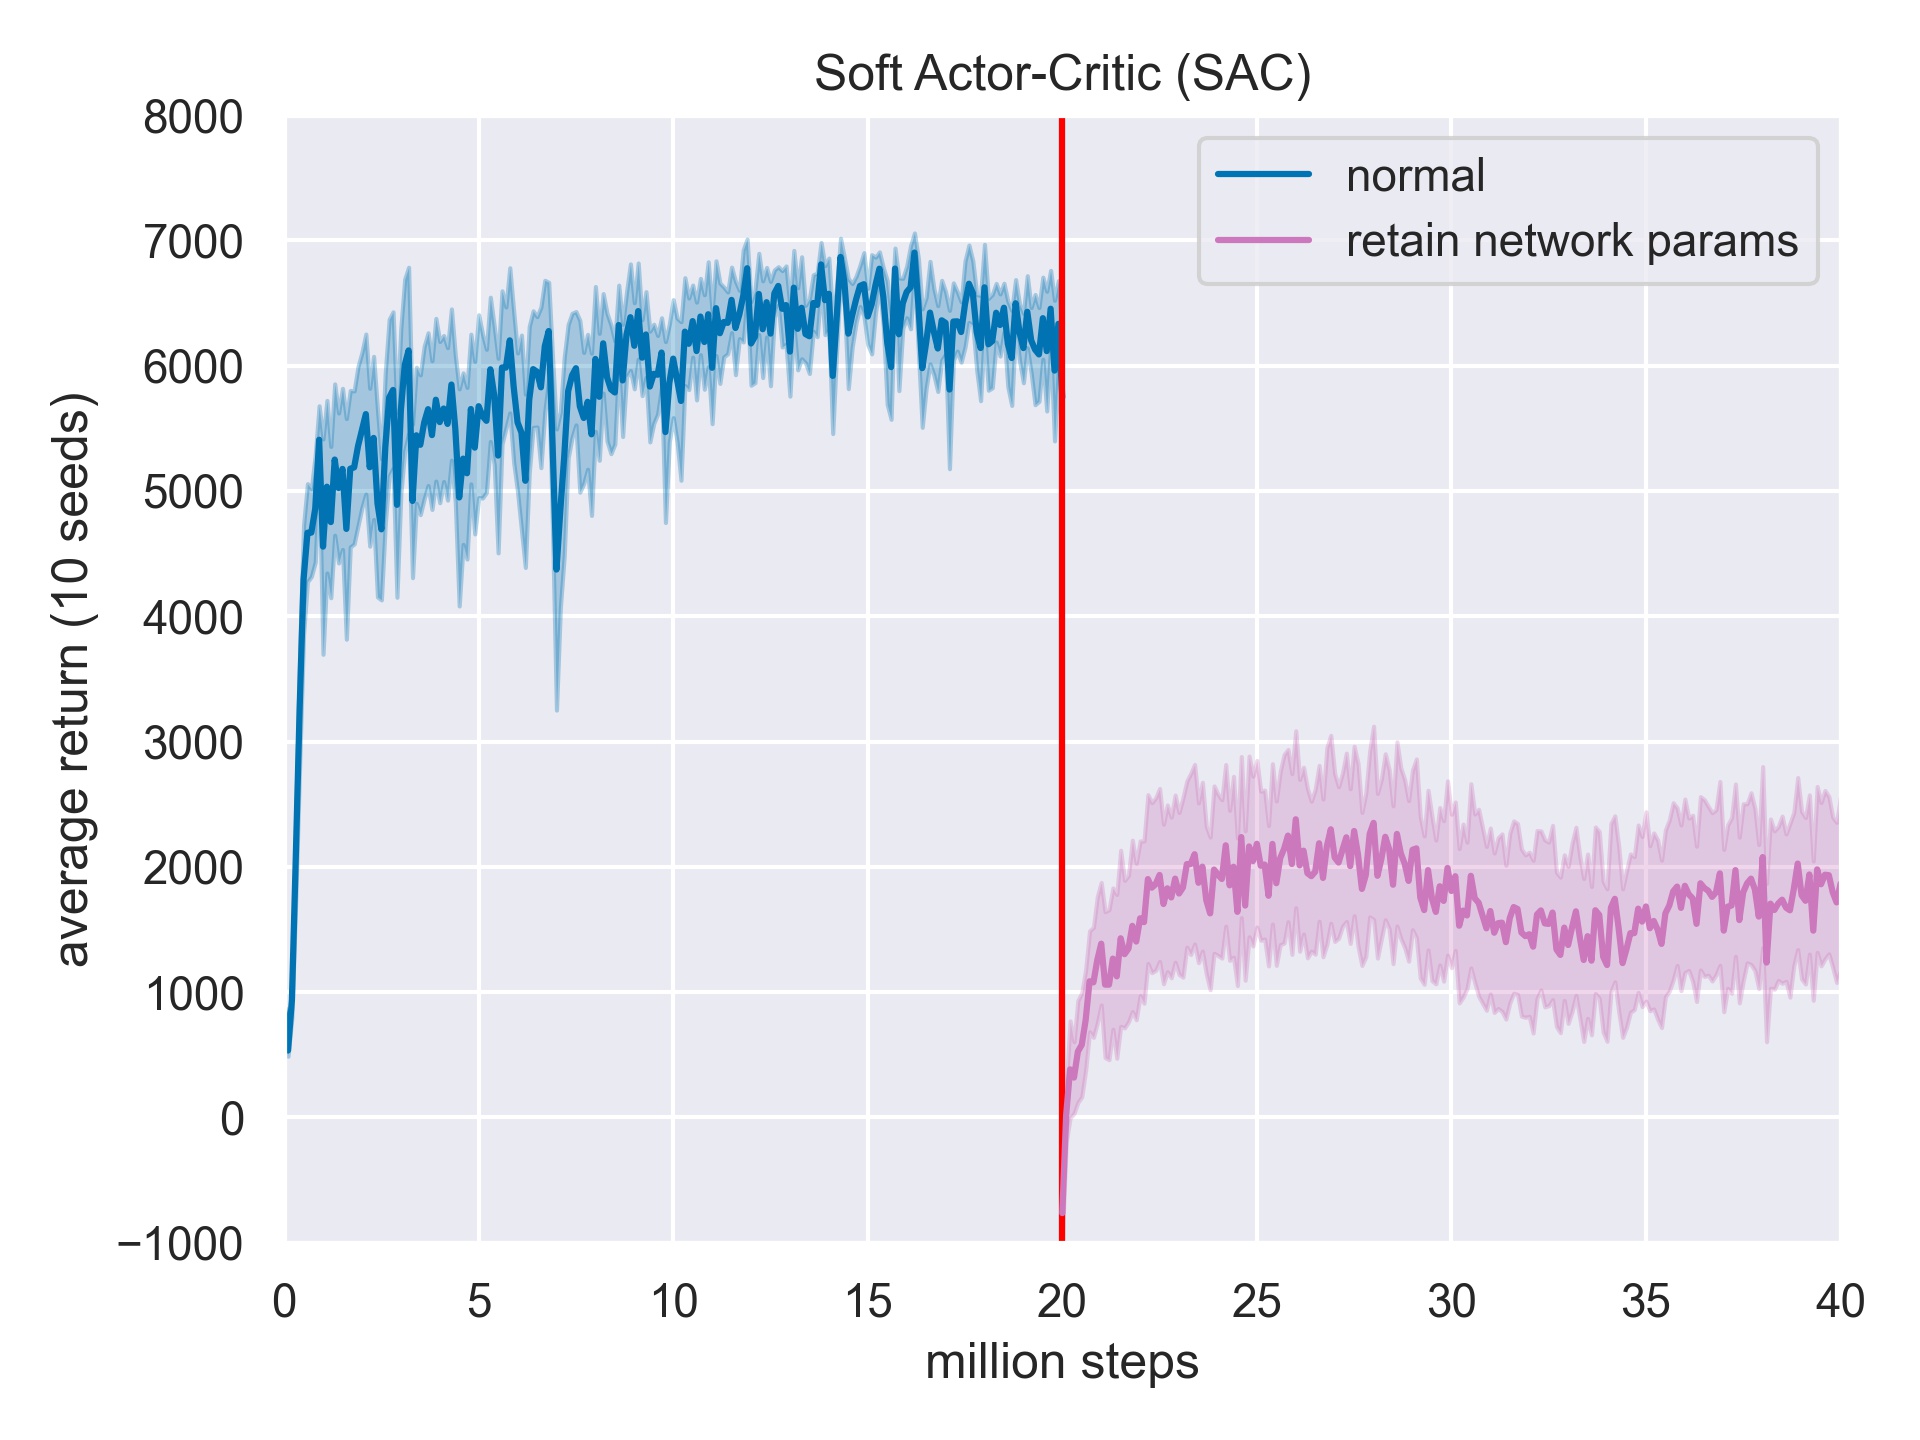 Soft Actor-Critic (SAC)
8000
7000
6000
5000
4000
3000
2000
1000
0
−1000
average return (10 seeds)
normal
retain network params
0 5 10 15 20 25 30 35 40
million steps